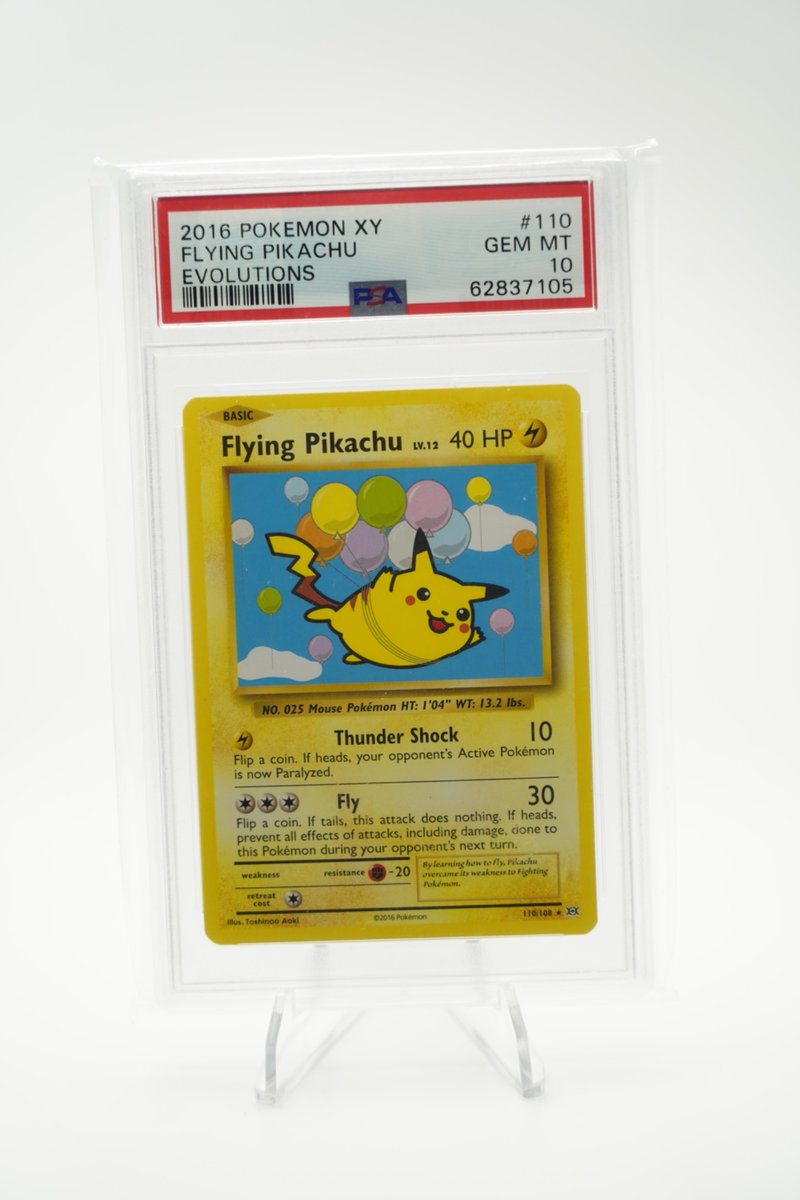 2016 POKEMON XY #110
FLYING PIKACHU GEM MT
EVOLUTIONS 10
PSA 62837105
BASIC
Flying Pikachu LV.12 40 HP
NO. 025 Mouse Pokémon HT: 1'04" WT: 13.2 lbs.
Thunder Shock 10
Flip a coin. If heads, your opponent's Active Pokémon
is now Paralyzed.
Fly 30
Flip a coin. If tails, this attack does nothing. If heads,
prevent all effects of attacks, including damage, done to
this Pokémon during your opponent's next turn.
weakness resistance -20
retreat
cost
By learning how to fly, Pikachu
overcame its weakness to Fighting
Pokémon.
Illus. Toshinao Aoki ©2016 Pokémon 110/108 ★